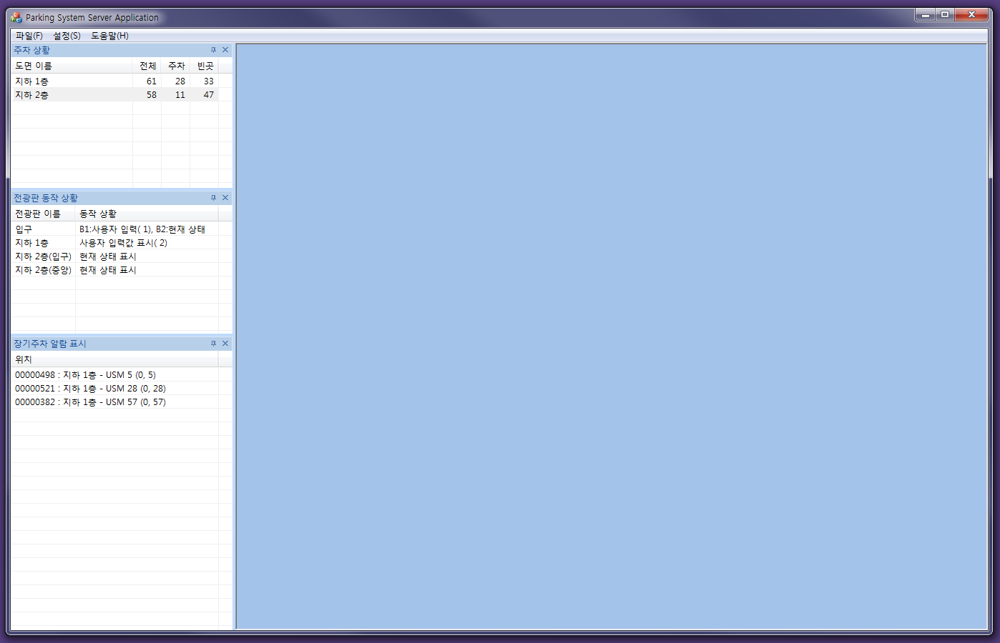 Parking System Server Application
파일(F) 설정(S) 도움말(H)
주차 상황
도면 이름 전체 주차 빈곳
지하 1층 61 28 33
지하 2층 58 11 47
전광판 동작 상황
전광판 이름 동작 상황
입구 B1:사용자 입력( 1), B2:현재 상태
지하 1층 사용자 입력값 표시( 2)
지하 2층(입구) 현재 상태 표시
지하 2층(중앙) 현재 상태 표시
장기주차 알람 표시
위치
00000498 : 지하 1층 - USM 5 (0, 5)
00000521 : 지하 1층 - USM 28 (0, 28)
00000382 : 지하 1층 - USM 57 (0, 57)